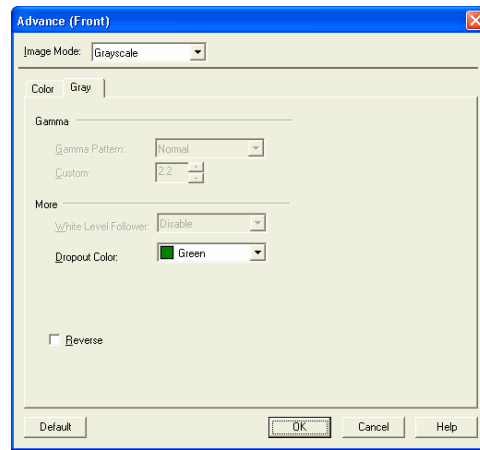 Advance (Front)
Image Mode: Grayscale
Color Gray
Gamma
Gamma Pattern: Normal
Custom: 2.2
More
White Level Follower: Disable
Dropout Color: Green
Reverse
Default OK Cancel Help